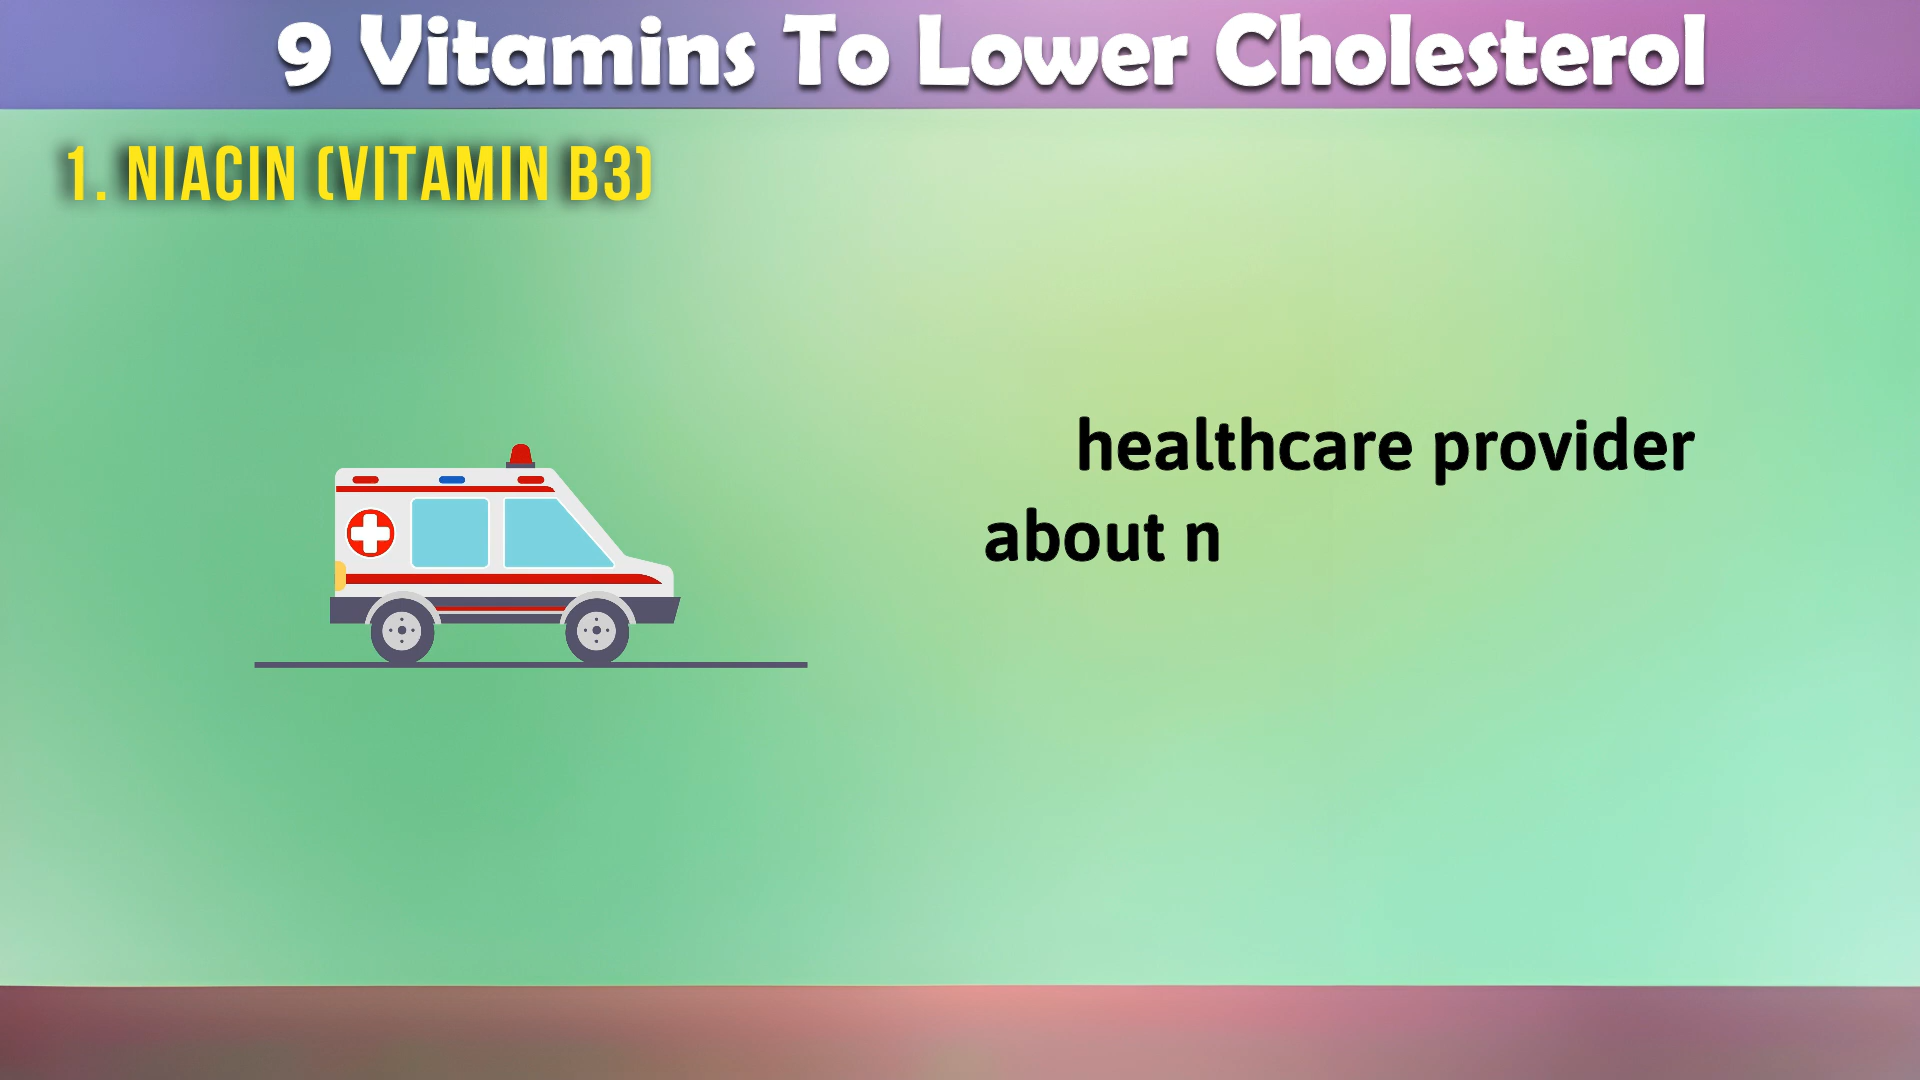 9 Vitamins To Lower Cholesterol
1. NIACIN (VITAMIN B3)
healthcare provider
about n